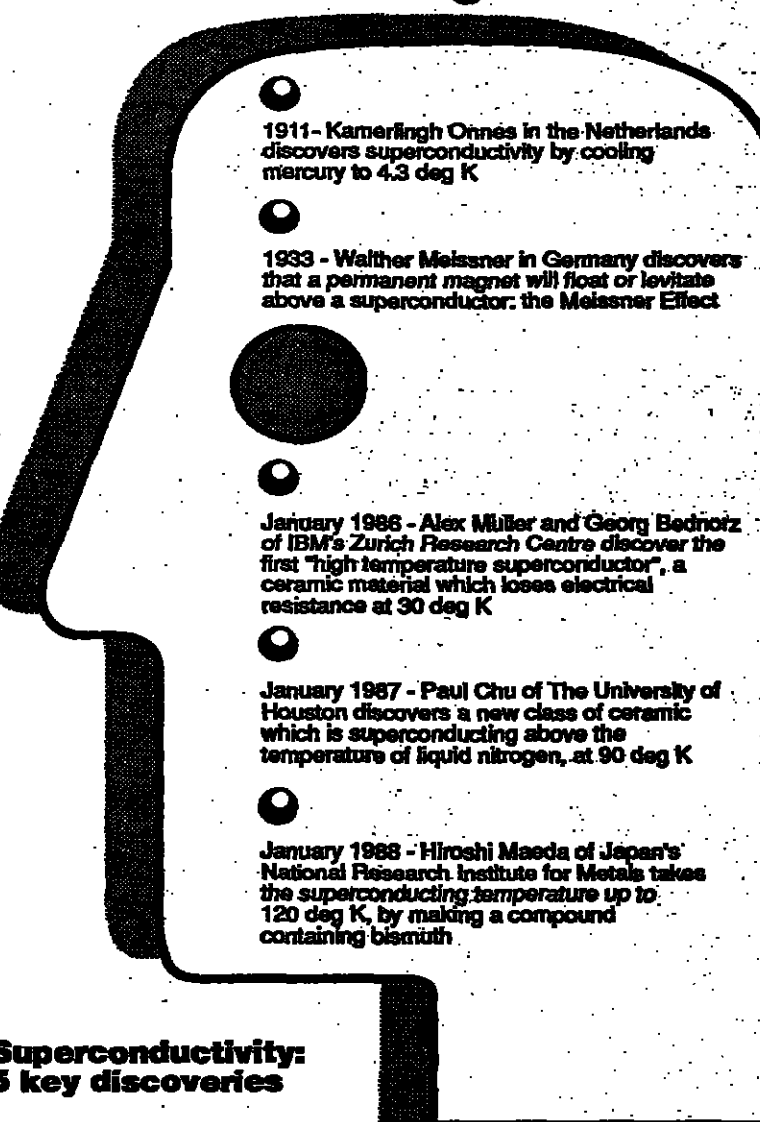 1911- Kamerlingh Onnes in the Netherlands
discovers superconductivity by cooling
mercury to 4.3 deg K
1933 - Walther Meissner in Germany discovers
that a permanent magnet will float or levitate
above a superconductor: the Meissner Effect
January 1986 - Alex Müller and Georg Bednorz
of IBM's Zurich Research Centre discover the
first "high temperature superconductor", a
ceramic material which loses electrical
resistance at 30 deg K
January 1987 - Paul Chu of The University of
Houston discovers a new class of ceramic
which is superconducting above the
temperature of liquid nitrogen, at 90 deg K
January 1988 - Hiroshi Maeda of Japan's
National Research Institute for Metals takes
the superconducting temperature up to
120 deg K, by making a compound
containing bismuth
Superconductivity:
5 key discoveries